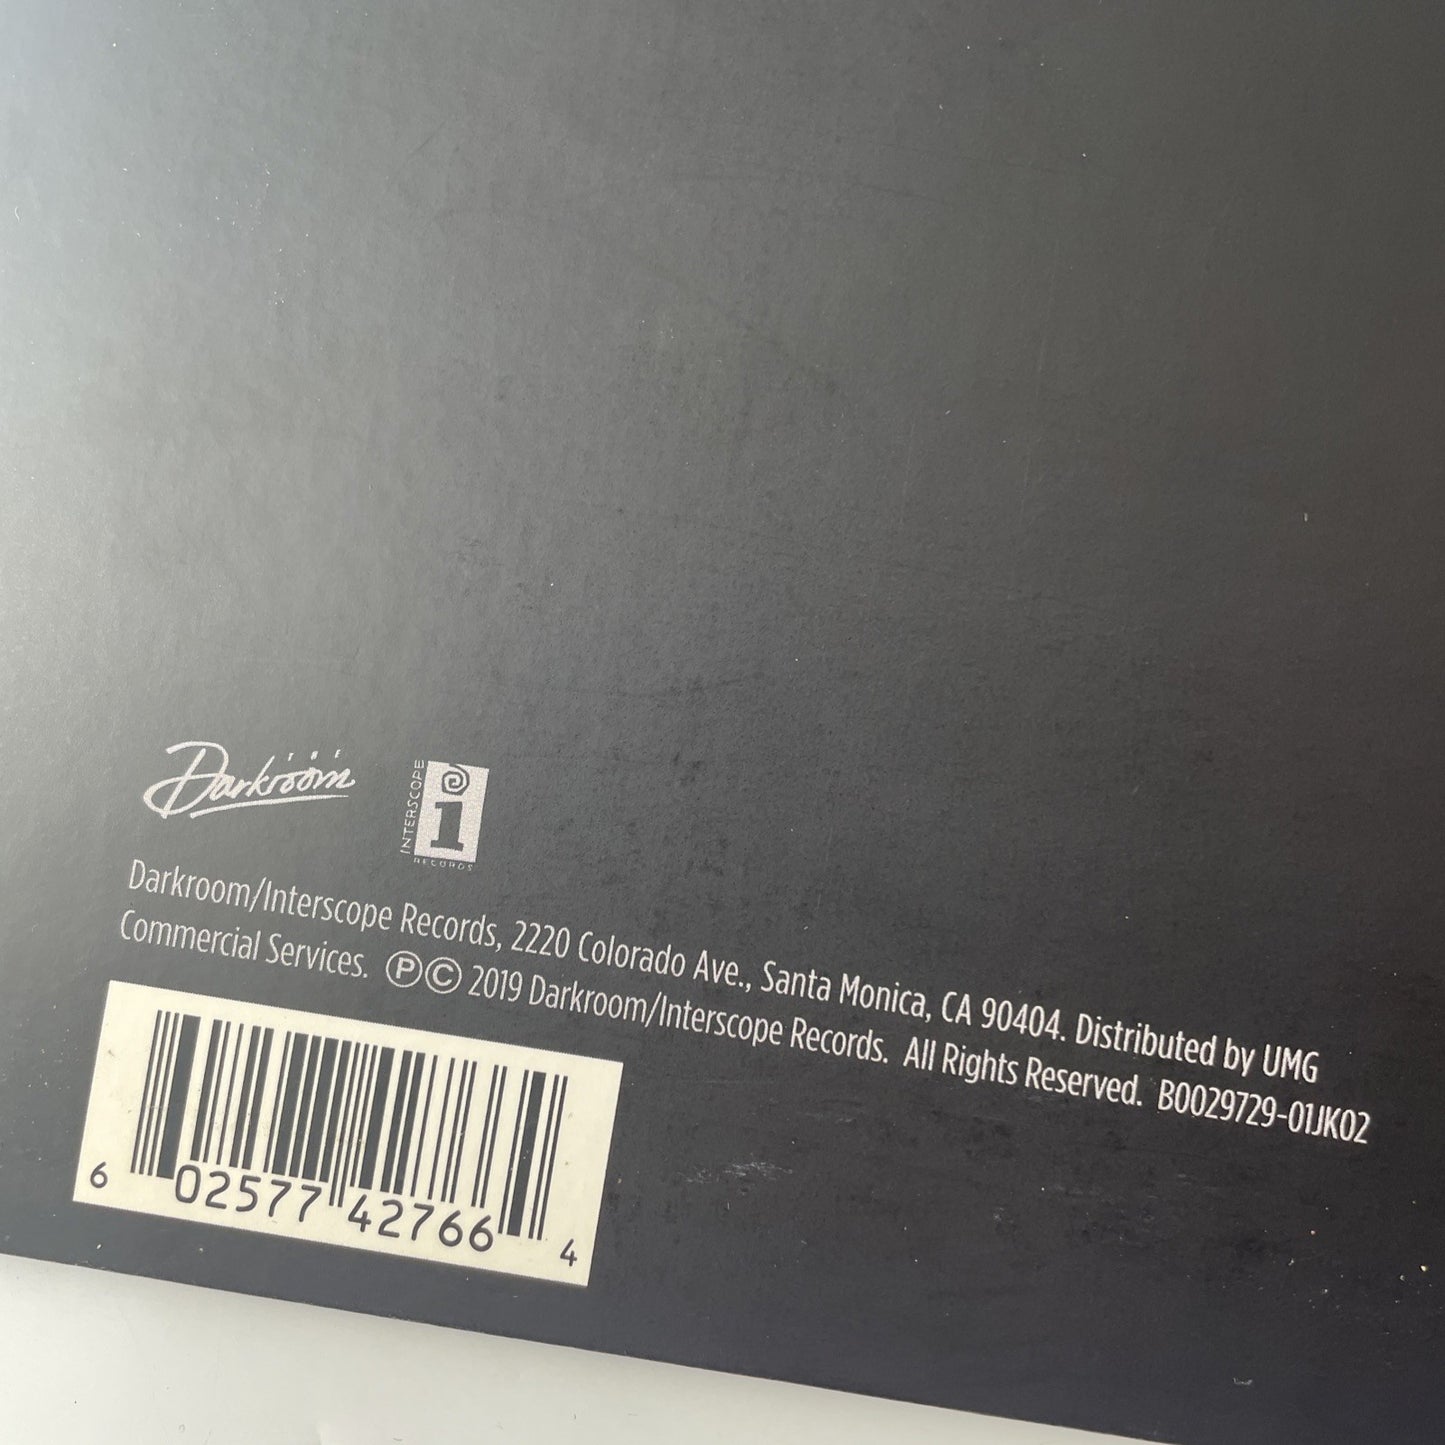 THE
Darkroom
INTERSCOPE
i
RECORDS
Darkroom/Interscope Records, 2220 Colorado Ave., Santa Monica, CA 90404. Distributed by UMG
Commercial Services. ℗© 2019 Darkroom/Interscope Records. All Rights Reserved. B0029729-01JK02
6 02577 42766 4